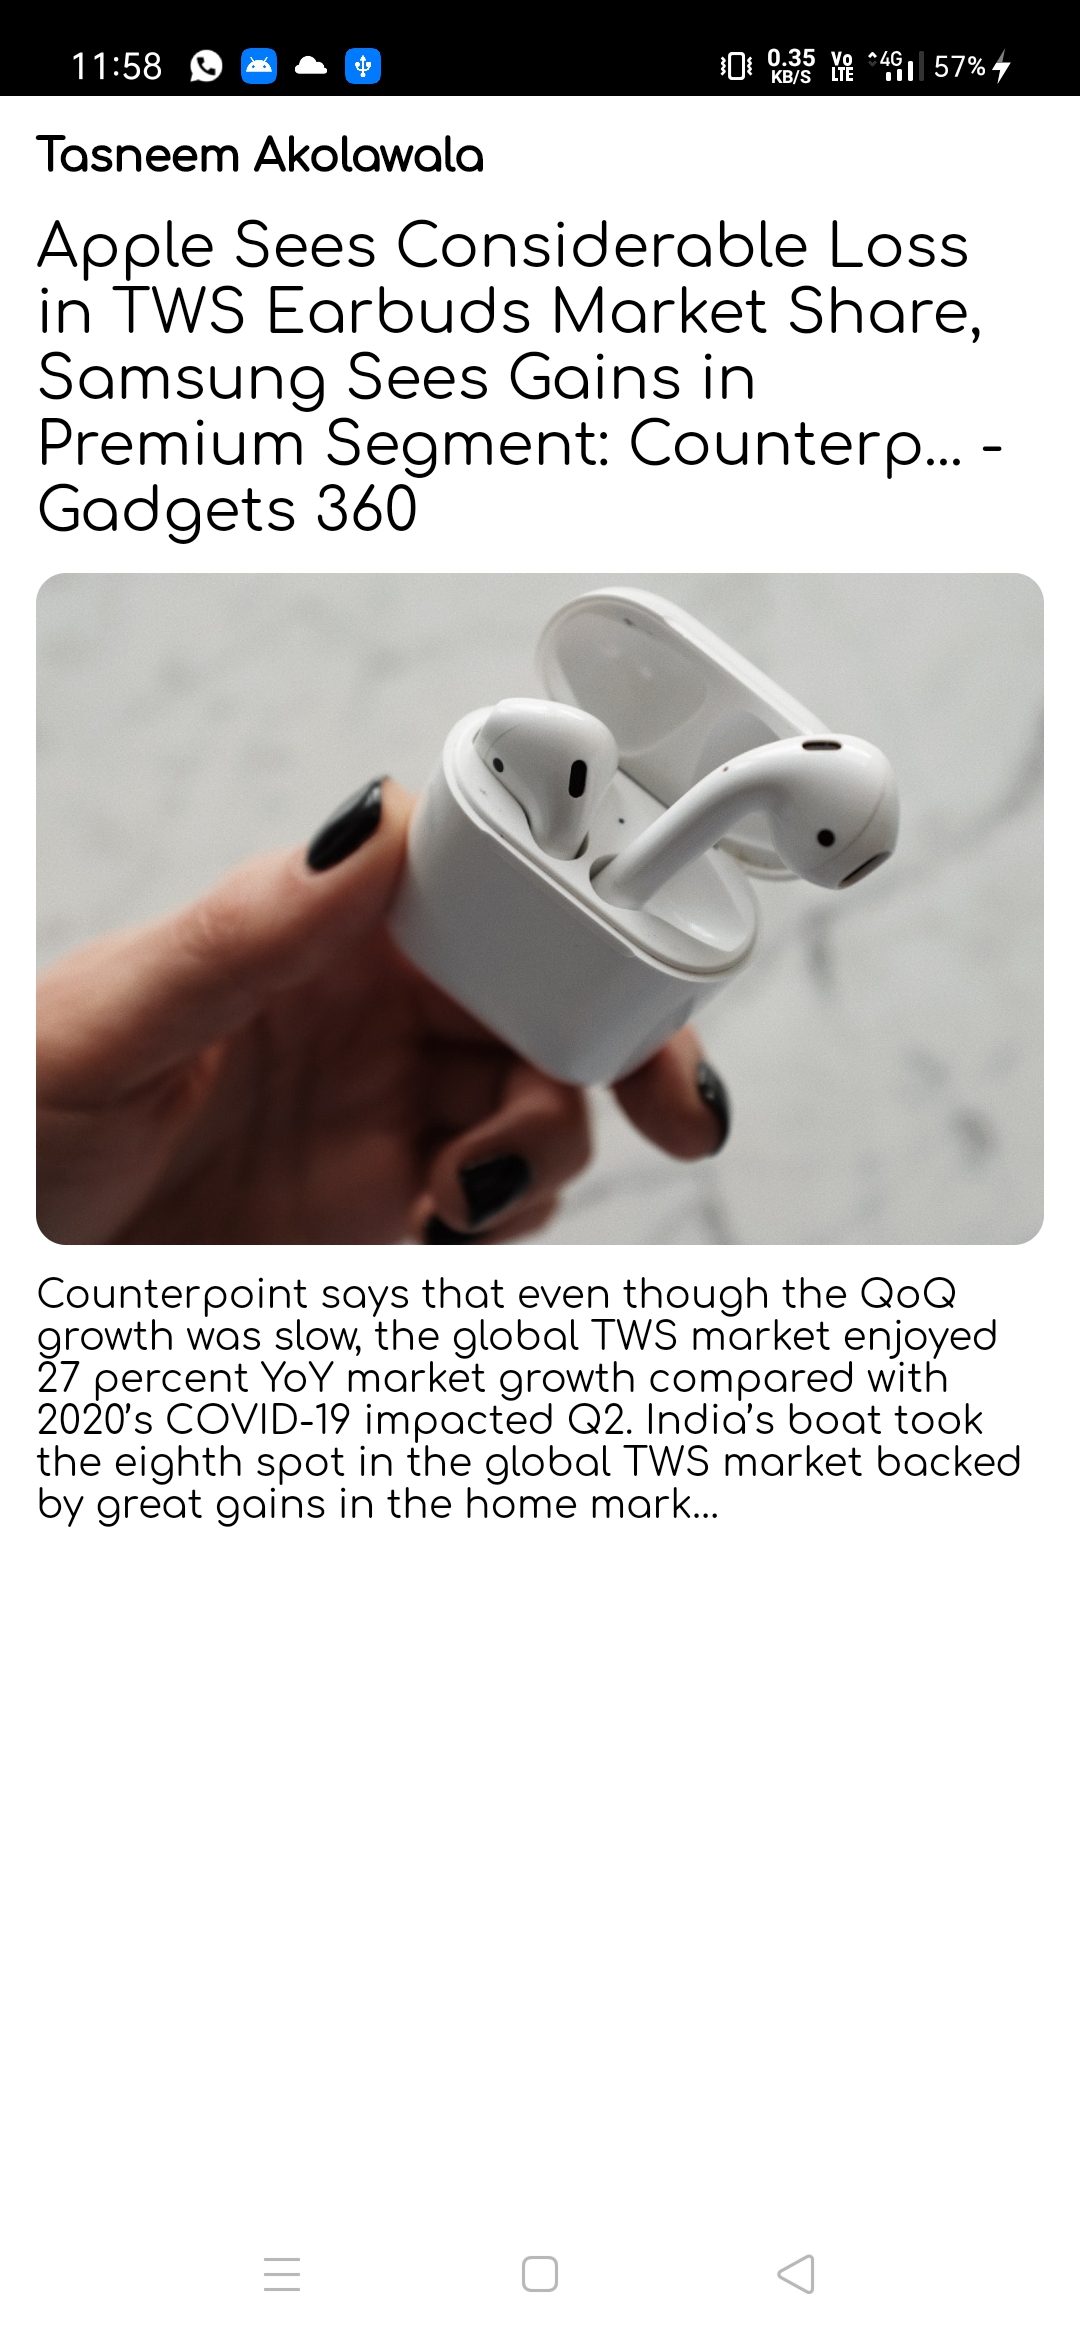 11:58
0.35
KB/S
Vo
LTE
4G
57%
Tasneem Akolawala
Apple Sees Considerable Loss
in TWS Earbuds Market Share,
Samsung Sees Gains in
Premium Segment: Counterp... -
Gadgets 360
Counterpoint says that even though the QoQ
growth was slow, the global TWS market enjoyed
27 percent YoY market growth compared with
2020's COVID-19 impacted Q2. India's boat took
the eighth spot in the global TWS market backed
by great gains in the home mark...